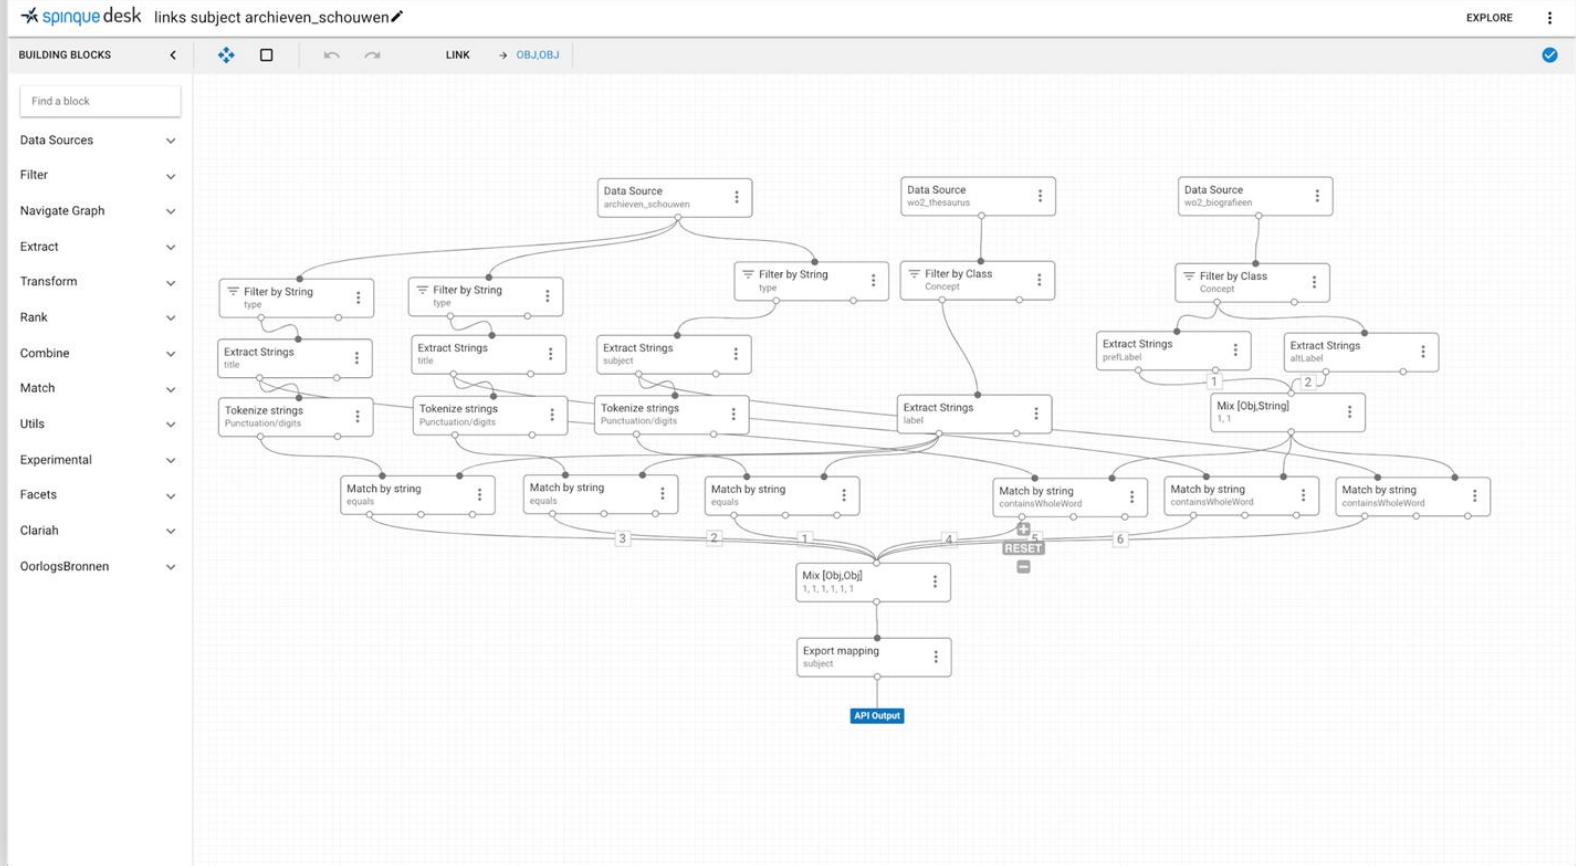 spinque desk links subject archieven_schouwen EXPLORE
BUILDING BLOCKS LINK OBJ,OBJ
Find a block
Data Sources
Filter
Navigate Graph
Extract
Transform
Rank
Combine
Match
Utils
Experimental
Facets
Clariah
OorlogsBronnen
Data Source
archieven_schouwen
Data Source
wo2_thesaurus
Data Source
wo2_biografieen
Filter by String
type
Filter by String
type
Filter by String
type
Filter by Class
Concept
Filter by Class
Concept
Extract Strings
title
Extract Strings
title
Extract Strings
subject
Extract Strings
prefLabel
Extract Strings
altLabel
1 2
Tokenize strings
Punctuation/digits
Tokenize strings
Punctuation/digits
Tokenize strings
Punctuation/digits
Extract Strings
label
Mix [Obj,String]
1, 1
Match by string
equals
Match by string
equals
Match by string
equals
Match by string
containsWholeWord
Match by string
containsWholeWord
Match by string
containsWholeWord
3 2 1 4 5 6
RESET
Mix [Obj,Obj]
1, 1, 1, 1, 1, 1
Export mapping
subject
API Output